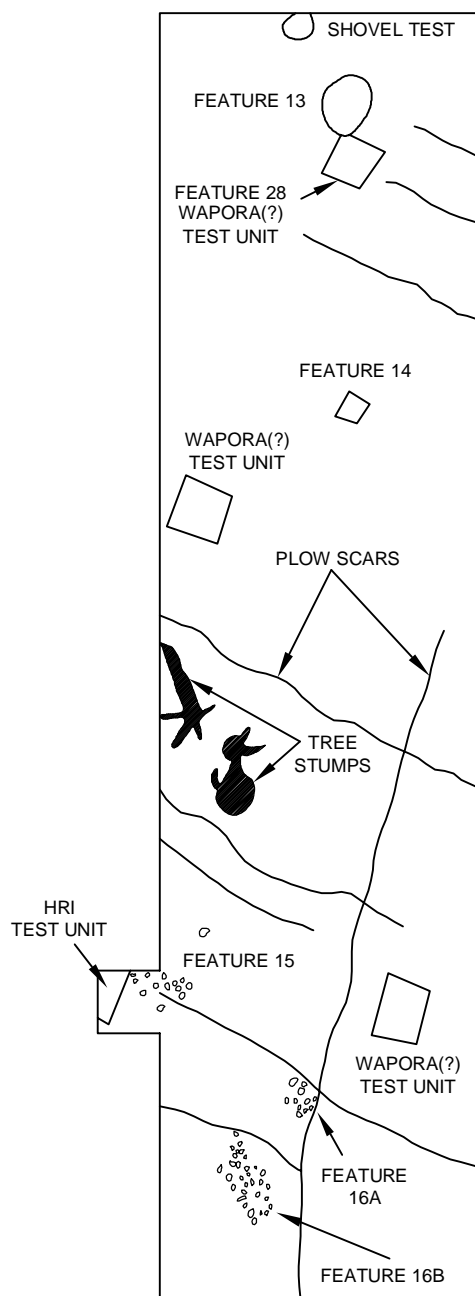 SHOVEL TEST
FEATURE 13
FEATURE 28
WAPORA(?)
TEST UNIT
FEATURE 14
WAPORA(?)
TEST UNIT
PLOW SCARS
TREE
STUMPS
HRI
TEST UNIT
FEATURE 15
WAPORA(?)
TEST UNIT
FEATURE
16A
FEATURE 16B